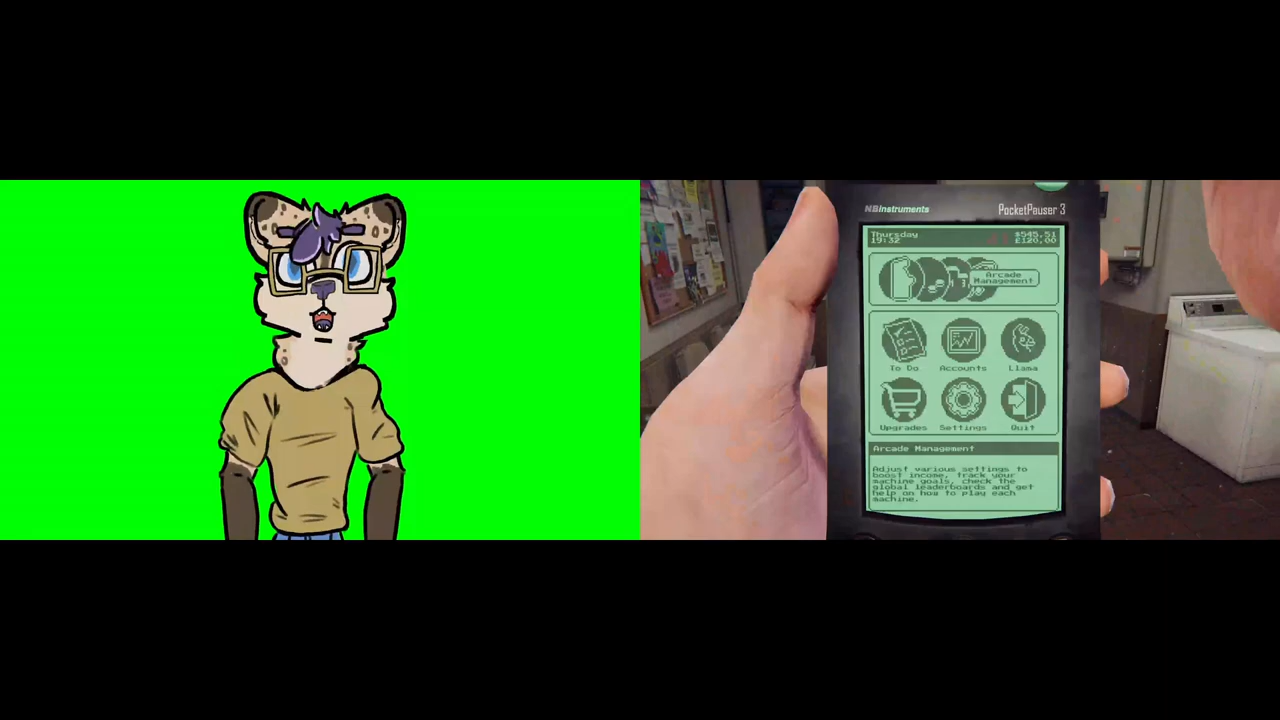 NBInstruments
PocketPauser 3
Thursday
19:32
$545.51
£120.00
Arcade
Management
To Do
Accounts
Llama
Upgrades
Settings
Quit
Arcade Management
Adjust various settings to
boost income, track your
machine goals, check the
global leaderboards and get
help on how to play each
machine.